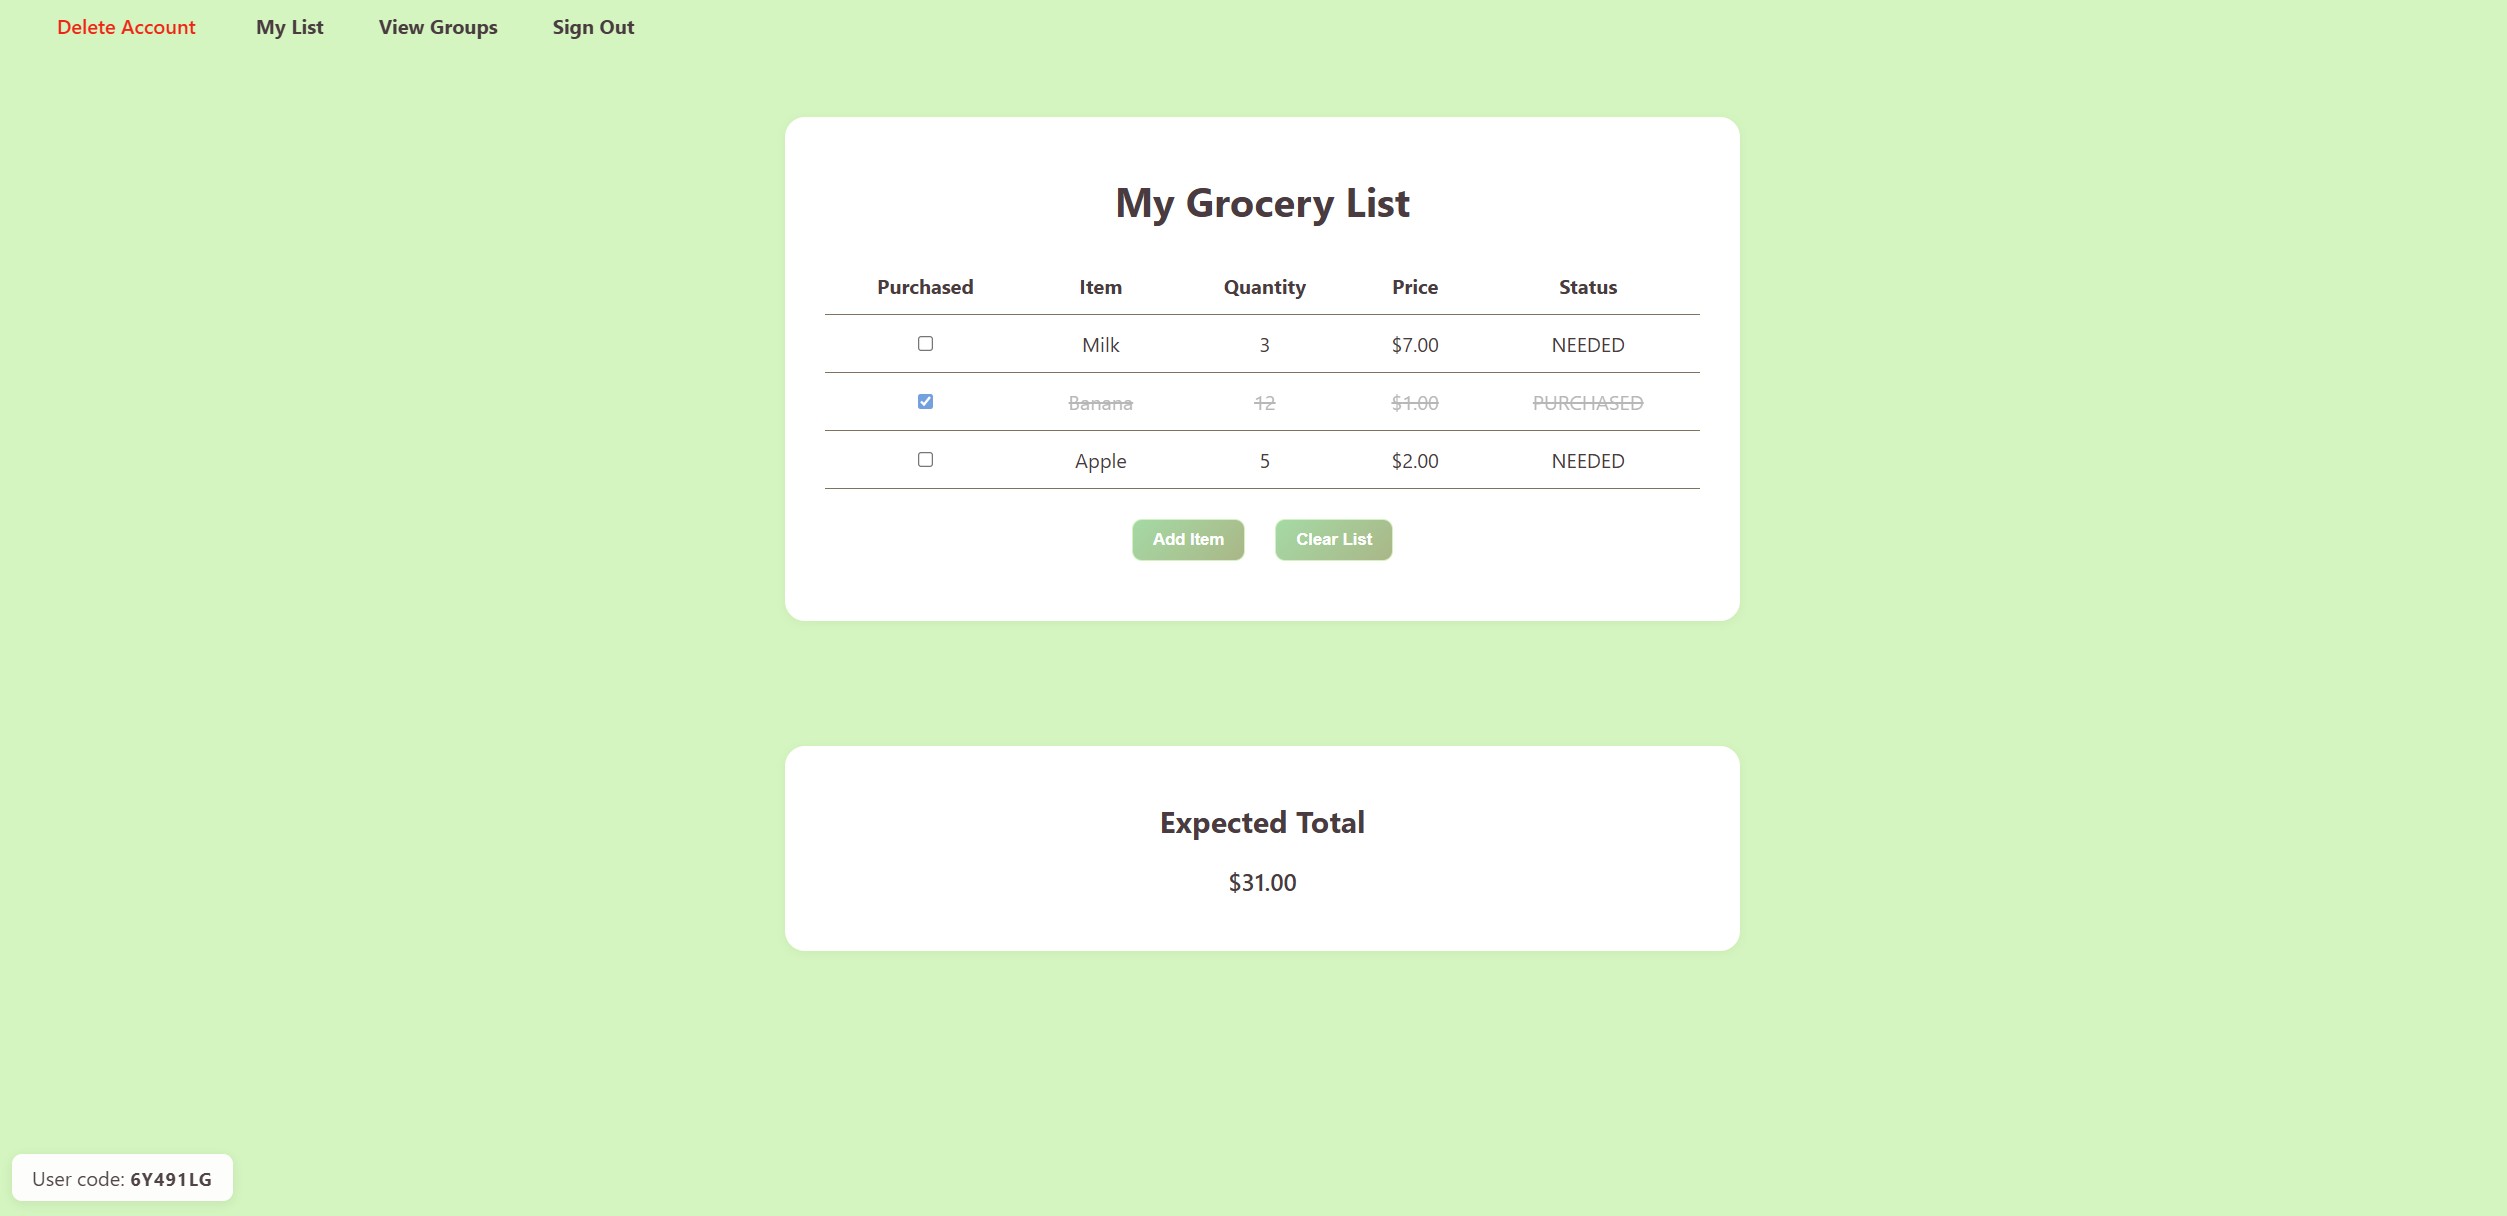 Delete Account My List View Groups Sign Out
My Grocery List
Purchased Item Quantity Price Status
Milk 3 $7.00 NEEDED
Banana 12 $1.00 PURCHASED
Apple 5 $2.00 NEEDED
Add Item Clear List
Expected Total
$31.00
User code: 6Y491LG